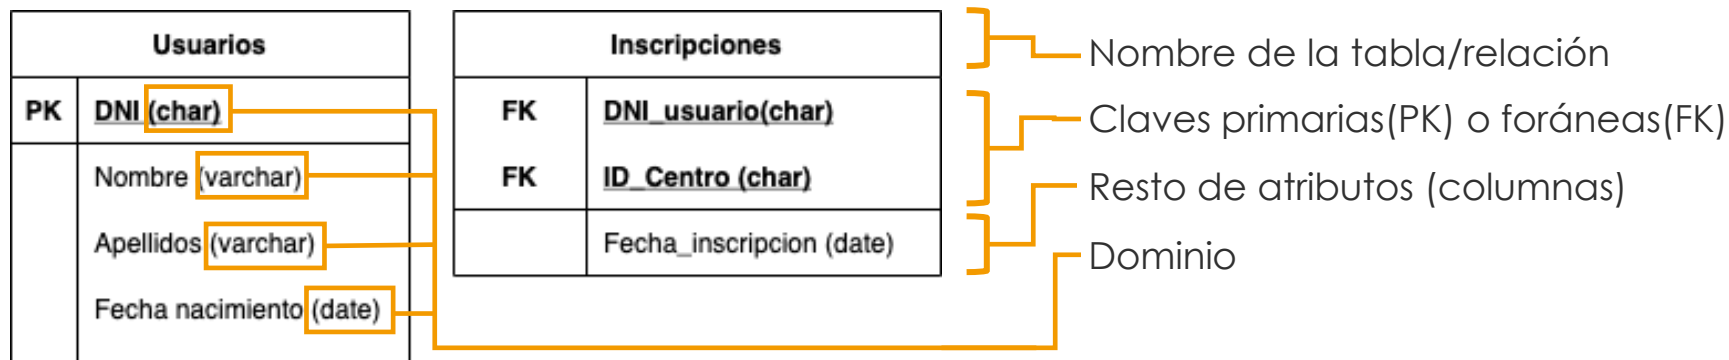 Usuarios
PK DNI (char)
Nombre (varchar)
Apellidos (varchar)
Fecha nacimiento (date)
Inscripciones
FK DNI_usuario(char)
FK ID_Centro (char)
Fecha_inscripcion (date)
Nombre de la tabla/relación
Claves primarias(PK) o foráneas(FK)
Resto de atributos (columnas)
Dominio